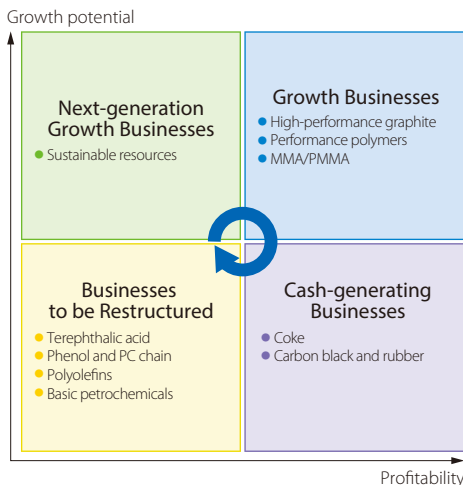 Growth potential
Next-generation
Growth Businesses
Sustainable resources
Growth Businesses
High-performance graphite
Performance polymers
MMA/PMMA
Businesses
to be Restructured
Terephthalic acid
Phenol and PC chain
Polyolefins
Basic petrochemicals
Cash-generating
Businesses
Coke
Carbon black and rubber
Profitability